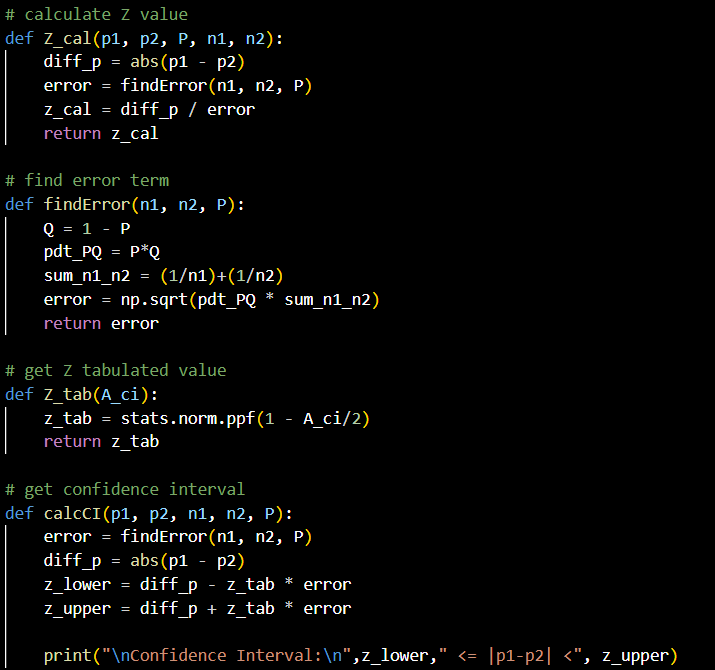 # calculate Z value
def Z_cal(p1, p2, P, n1, n2):
    diff_p = abs(p1 - p2)
    error = findError(n1, n2, P)
    z_cal = diff_p / error
    return z_cal

# find error term
def findError(n1, n2, P):
    Q = 1 - P
    pdt_PQ = P*Q
    sum_n1_n2 = (1/n1)+(1/n2)
    error = np.sqrt(pdt_PQ * sum_n1_n2)
    return error

# get Z tabulated value
def Z_tab(A_ci):
    z_tab = stats.norm.ppf(1 - A_ci/2)
    return z_tab

# get confidence interval
def calcCI(p1, p2, n1, n2, P):
    error = findError(n1, n2, P)
    diff_p = abs(p1 - p2)
    z_lower = diff_p - z_tab * error
    z_upper = diff_p + z_tab * error

    print("\nConfidence Interval:\n",z_lower," <= |p1-p2| <", z_upper)